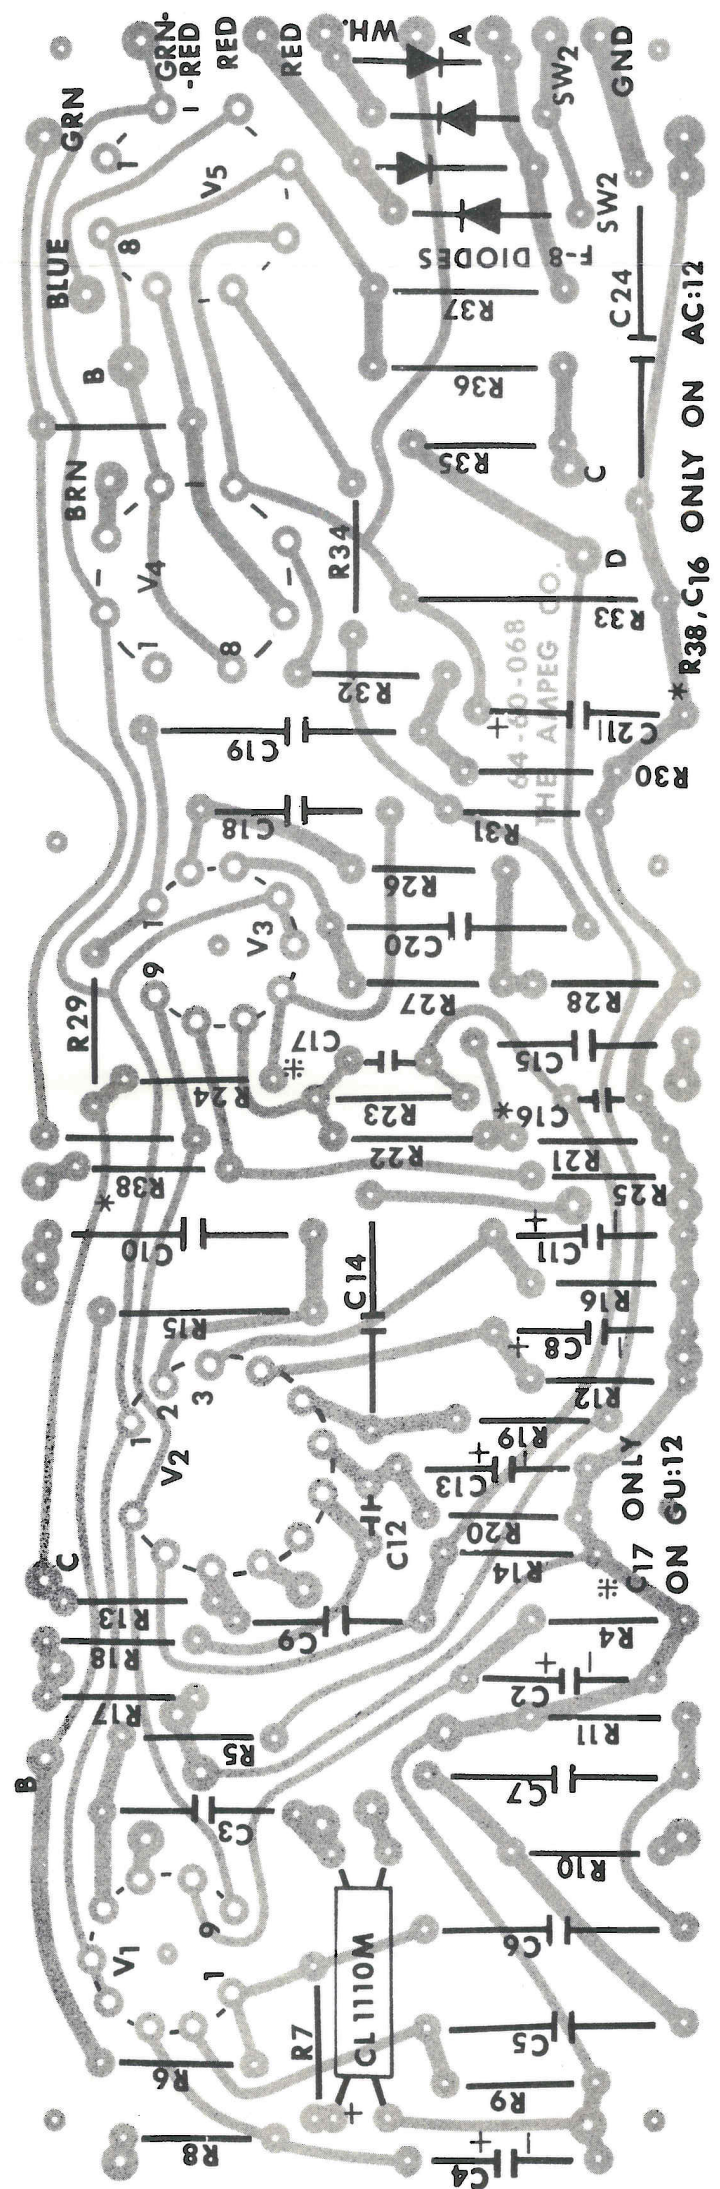 GRN-
-RED
RED
RED
WH.
A
SW2
GND
GRN
V5
1
8
BLUE
SW2
T-8 DIODES
C24
R37
B
R36
R35
C
BRN
V4
1
8
R34
D
R33
R32
64-60-068
THE AMPEG CO.
* R38, C16 ONLY ON AC:12
C19
+
C21
R30
C18
R31
R26
1
V3
9
C20
R29
R27
R28
C17
C15
R24
R23
*
C16
R22
R21
R38
*
R25
C10
+
C11
C14
R16
R15
+
C8
R12
1
2
3
V2
R19
+
C13
C12
R20
C17 ONLY
ON GU:12
R14
C
R13
C9
R4
R18
+
C2
R17
R11
R5
B
C7
C3
R10
V1
9
1
C6
CL1110M
R7
C5
R6
R9
+
R8
+
C4